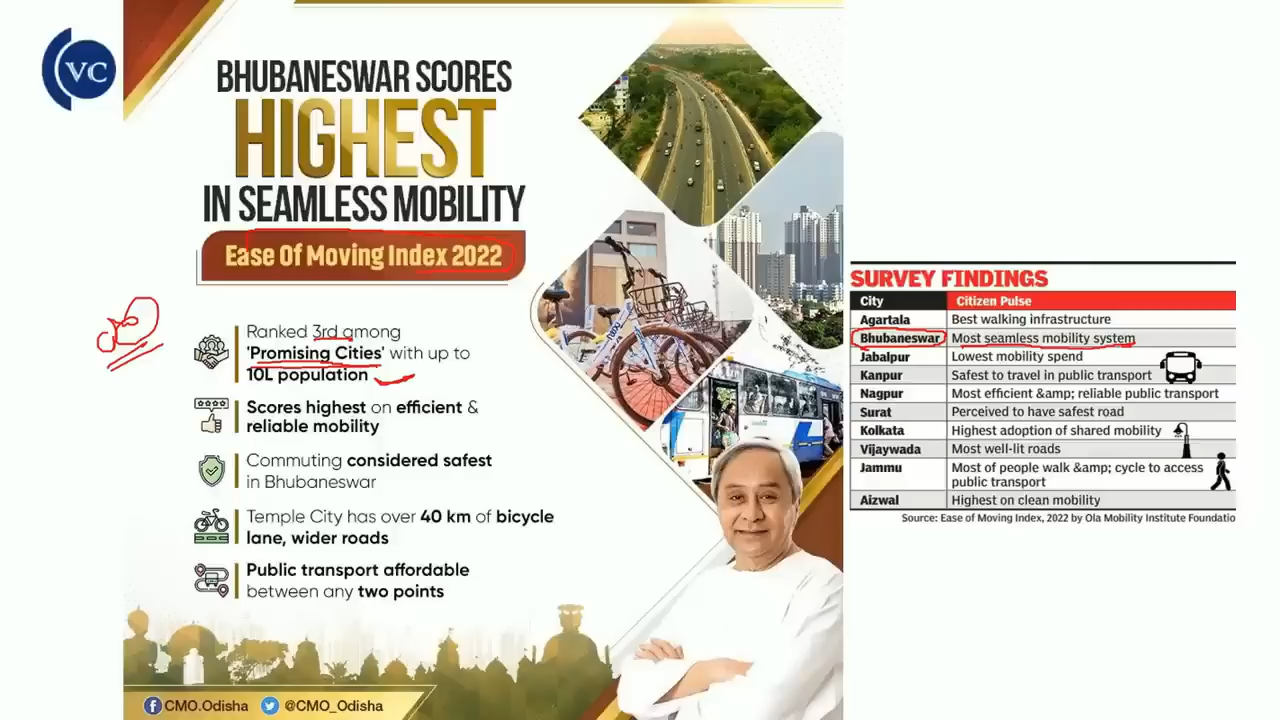 VC
BHUBANESWAR SCORES
HIGHEST
IN SEAMLESS MOBILITY
Ease Of Moving Index 2022
Ranked 3rd among
'Promising Cities' with up to
10L population
Scores highest on efficient &
reliable mobility
Commuting considered safest
in Bhubaneswar
Temple City has over 40 km of bicycle
lane, wider roads
Public transport affordable
between any two points
CMO.Odisha @CMO_Odisha
SURVEY FINDINGS
City Citizen Pulse
Agartala Best walking infrastructure
Bhubaneswar Most seamless mobility system
Jabalpur Lowest mobility spend
Kanpur Safest to travel in public transport
Nagpur Most efficient &amp; reliable public transport
Surat Perceived to have safest road
Kolkata Highest adoption of shared mobility
Vijaywada Most well-lit roads
Jammu Most of people walk &amp; cycle to access
public transport
Aizwal Highest on clean mobility
Source: Ease of Moving Index, 2022 by Ola Mobility Institute Foundatio